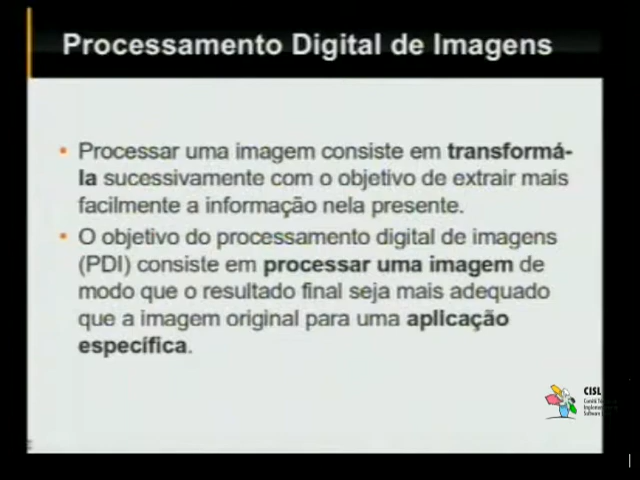 Processamento Digital de Imagens
• Processar uma imagem consiste em transformá-
la sucessivamente com o objetivo de extrair mais
facilmente a informação nela presente.
• O objetivo do processamento digital de imagens
(PDI) consiste em processar uma imagem de
modo que o resultado final seja mais adequado
que a imagem original para uma aplicação
específica.
CISL
Comitê
Software